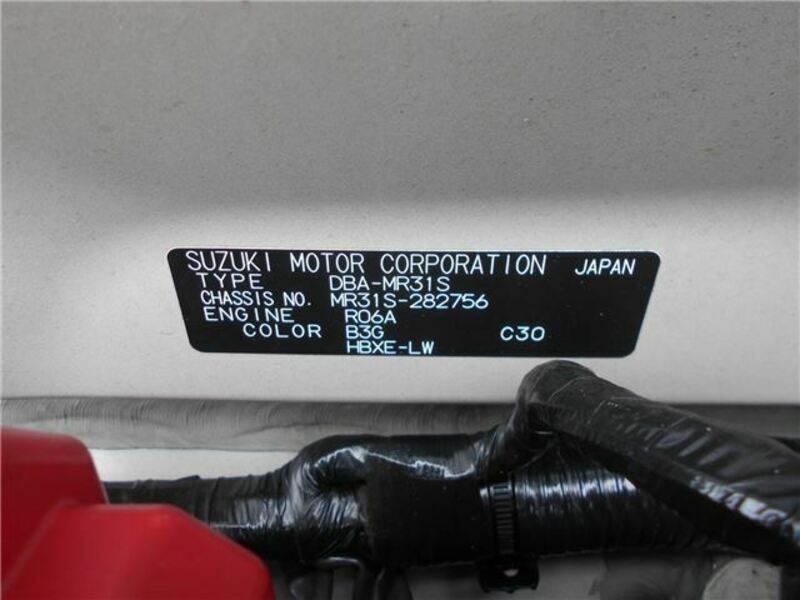 SUZUKI MOTOR CORPORATION JAPAN
TYPE DBA-MR31S
CHASSIS NO. MR31S-282756
ENGINE R06A
COLOR B3G C30
HBXE-LW